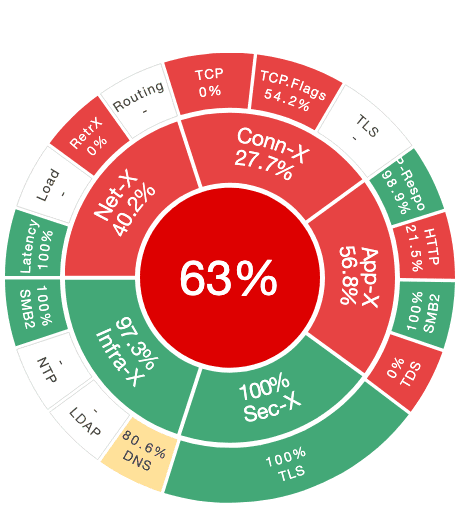 63%
Conn-X
27.7%
App-X
56.8%
100%
Sec-X
97.3%
Infra-X
Net-X
40.2%
TCP
0%
TCP.Flags
54.2%
TLS
-
P-Respo
98.9%
HTTP
21.5%
100%
SMB2
0%
TDS
100%
TLS
80.6%
DNS
-
LDAP
-
NTP
100%
SMB2
Latency
100%
Load
-
RetrX
0%
Routing
-